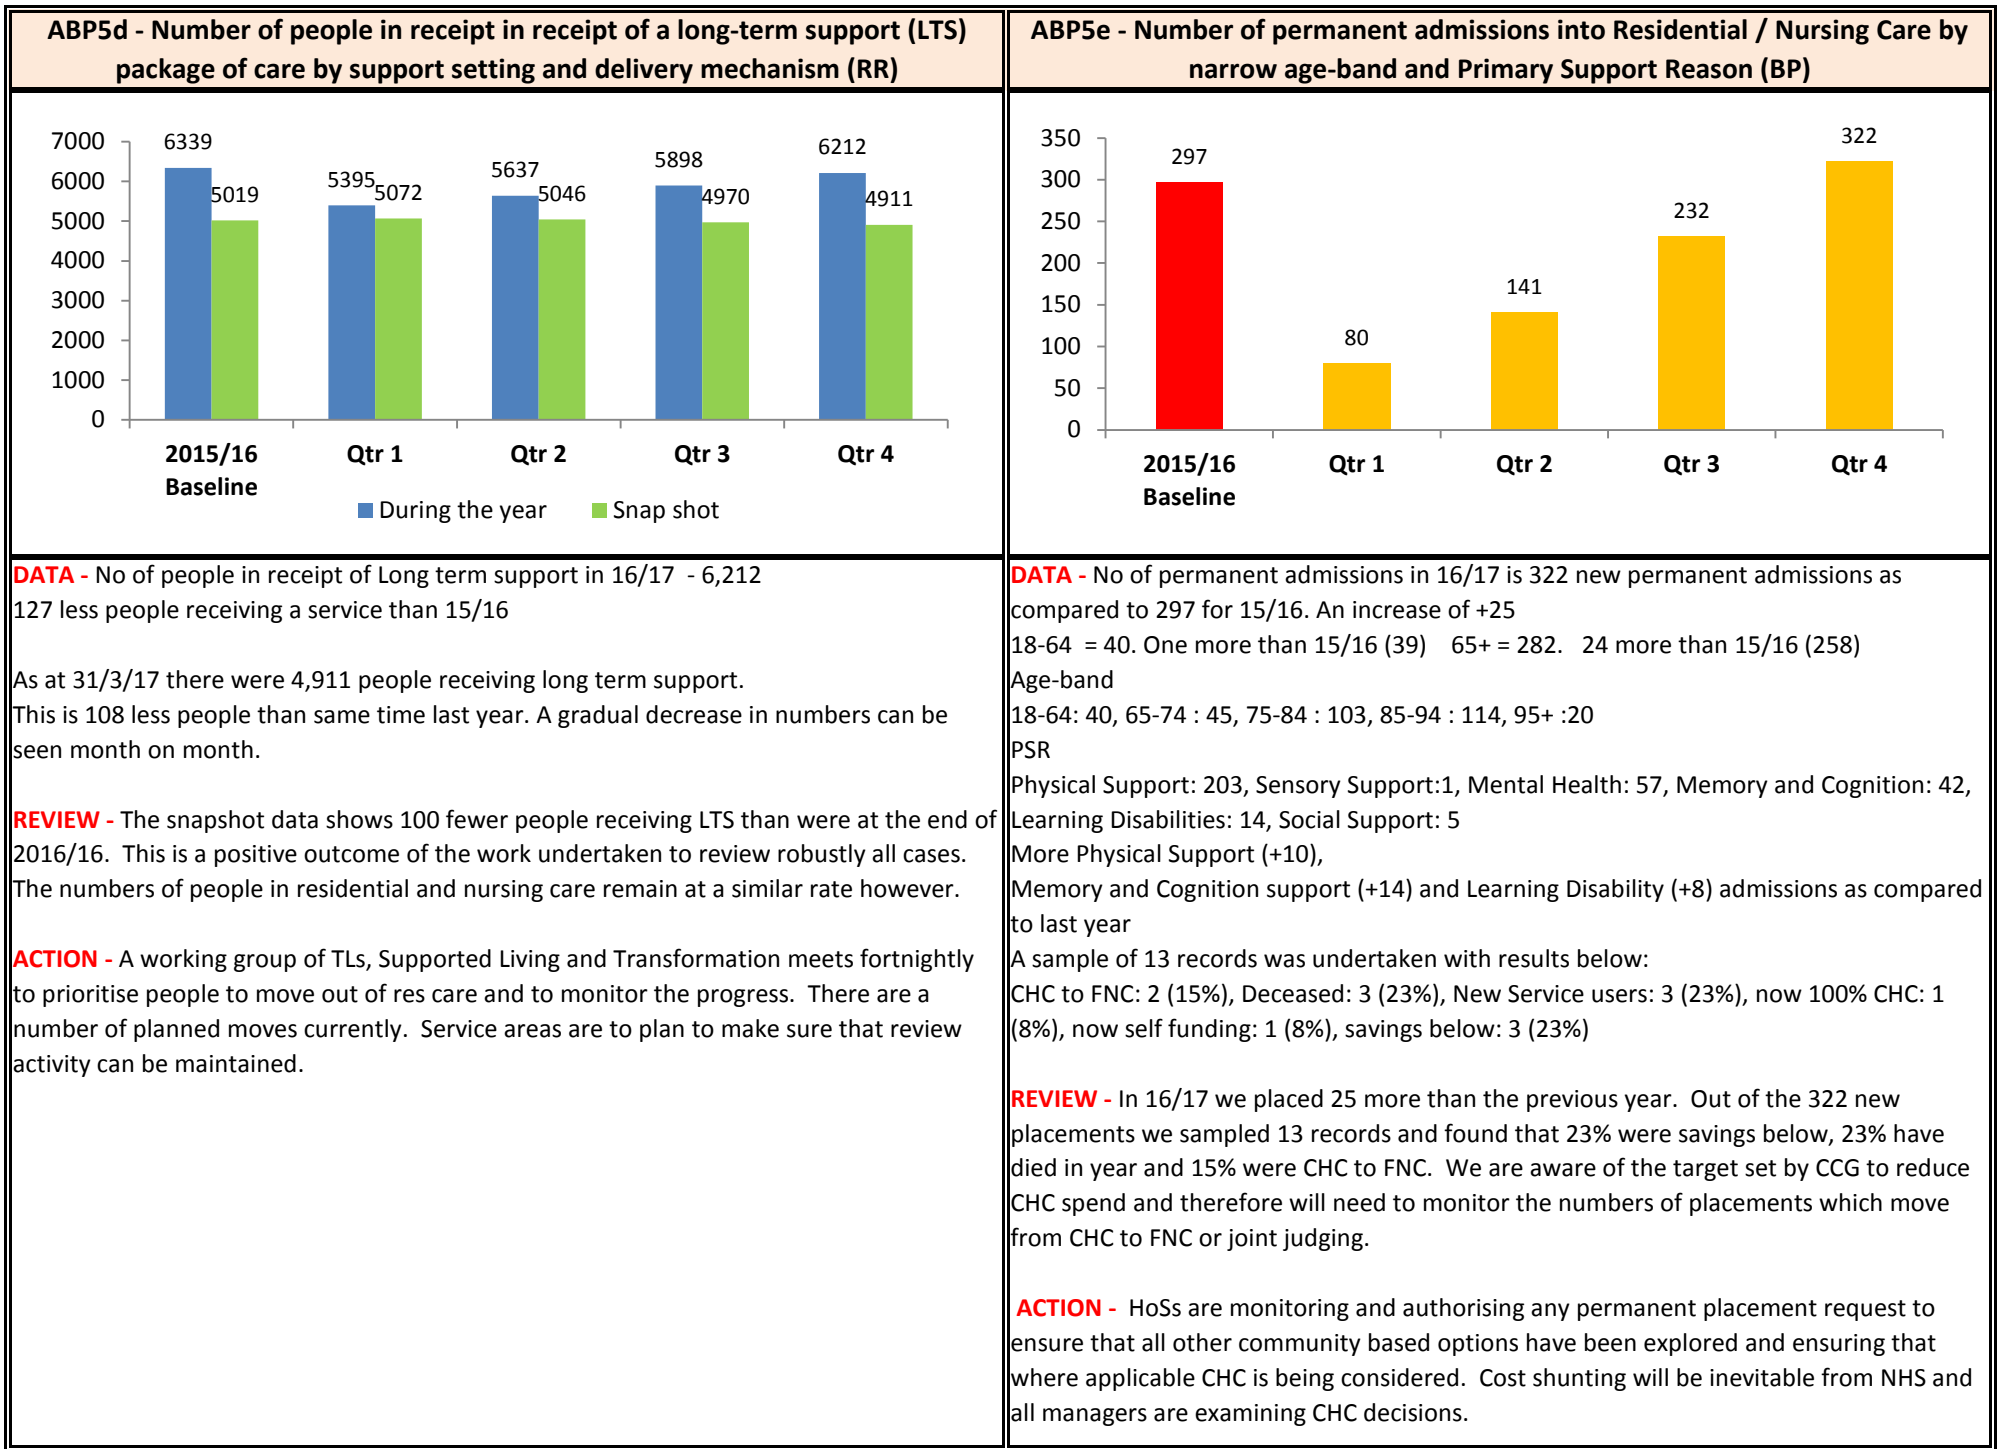 ABP5d - Number of people in receipt in receipt of a long-term support (LTS)
package of care by support setting and delivery mechanism (RR)
7000
6000
5000
4000
3000
2000
1000
0
6339
5019
5395
5072
5637
5046
5898
4970
6212
4911
2015/16
Baseline
Qtr 1
Qtr 2
Qtr 3
Qtr 4
During the year
Snap shot
DATA - No of people in receipt of Long term support in 16/17 - 6,212
127 less people receiving a service than 15/16
As at 31/3/17 there were 4,911 people receiving long term support.
This is 108 less people than same time last year. A gradual decrease in numbers can be
seen month on month.
REVIEW - The snapshot data shows 100 fewer people receiving LTS than were at the end of
2016/16. This is a positive outcome of the work undertaken to review robustly all cases.
The numbers of people in residential and nursing care remain at a similar rate however.
ACTION - A working group of TLs, Supported Living and Transformation meets fortnightly
to prioritise people to move out of res care and to monitor the progress. There are a
number of planned moves currently. Service areas are to plan to make sure that review
activity can be maintained.
ABP5e - Number of permanent admissions into Residential / Nursing Care by
narrow age-band and Primary Support Reason (BP)
350
300
250
200
150
100
50
0
297
80
141
232
322
2015/16
Baseline
Qtr 1
Qtr 2
Qtr 3
Qtr 4
DATA - No of permanent admissions in 16/17 is 322 new permanent admissions as
compared to 297 for 15/16. An increase of +25
18-64 = 40. One more than 15/16 (39) 65+ = 282. 24 more than 15/16 (258)
Age-band
18-64: 40, 65-74 : 45, 75-84 : 103, 85-94 : 114, 95+ :20
PSR
Physical Support: 203, Sensory Support:1, Mental Health: 57, Memory and Cognition: 42,
Learning Disabilities: 14, Social Support: 5
More Physical Support (+10),
Memory and Cognition support (+14) and Learning Disability (+8) admissions as compared
to last year
A sample of 13 records was undertaken with results below:
CHC to FNC: 2 (15%), Deceased: 3 (23%), New Service users: 3 (23%), now 100% CHC: 1
(8%), now self funding: 1 (8%), savings below: 3 (23%)
REVIEW - In 16/17 we placed 25 more than the previous year. Out of the 322 new
placements we sampled 13 records and found that 23% were savings below, 23% have
died in year and 15% were CHC to FNC. We are aware of the target set by CCG to reduce
CHC spend and therefore will need to monitor the numbers of placements which move
from CHC to FNC or joint judging.
ACTION - HoSs are monitoring and authorising any permanent placement request to
ensure that all other community based options have been explored and ensuring that
where applicable CHC is being considered. Cost shunting will be inevitable from NHS and
all managers are examining CHC decisions.